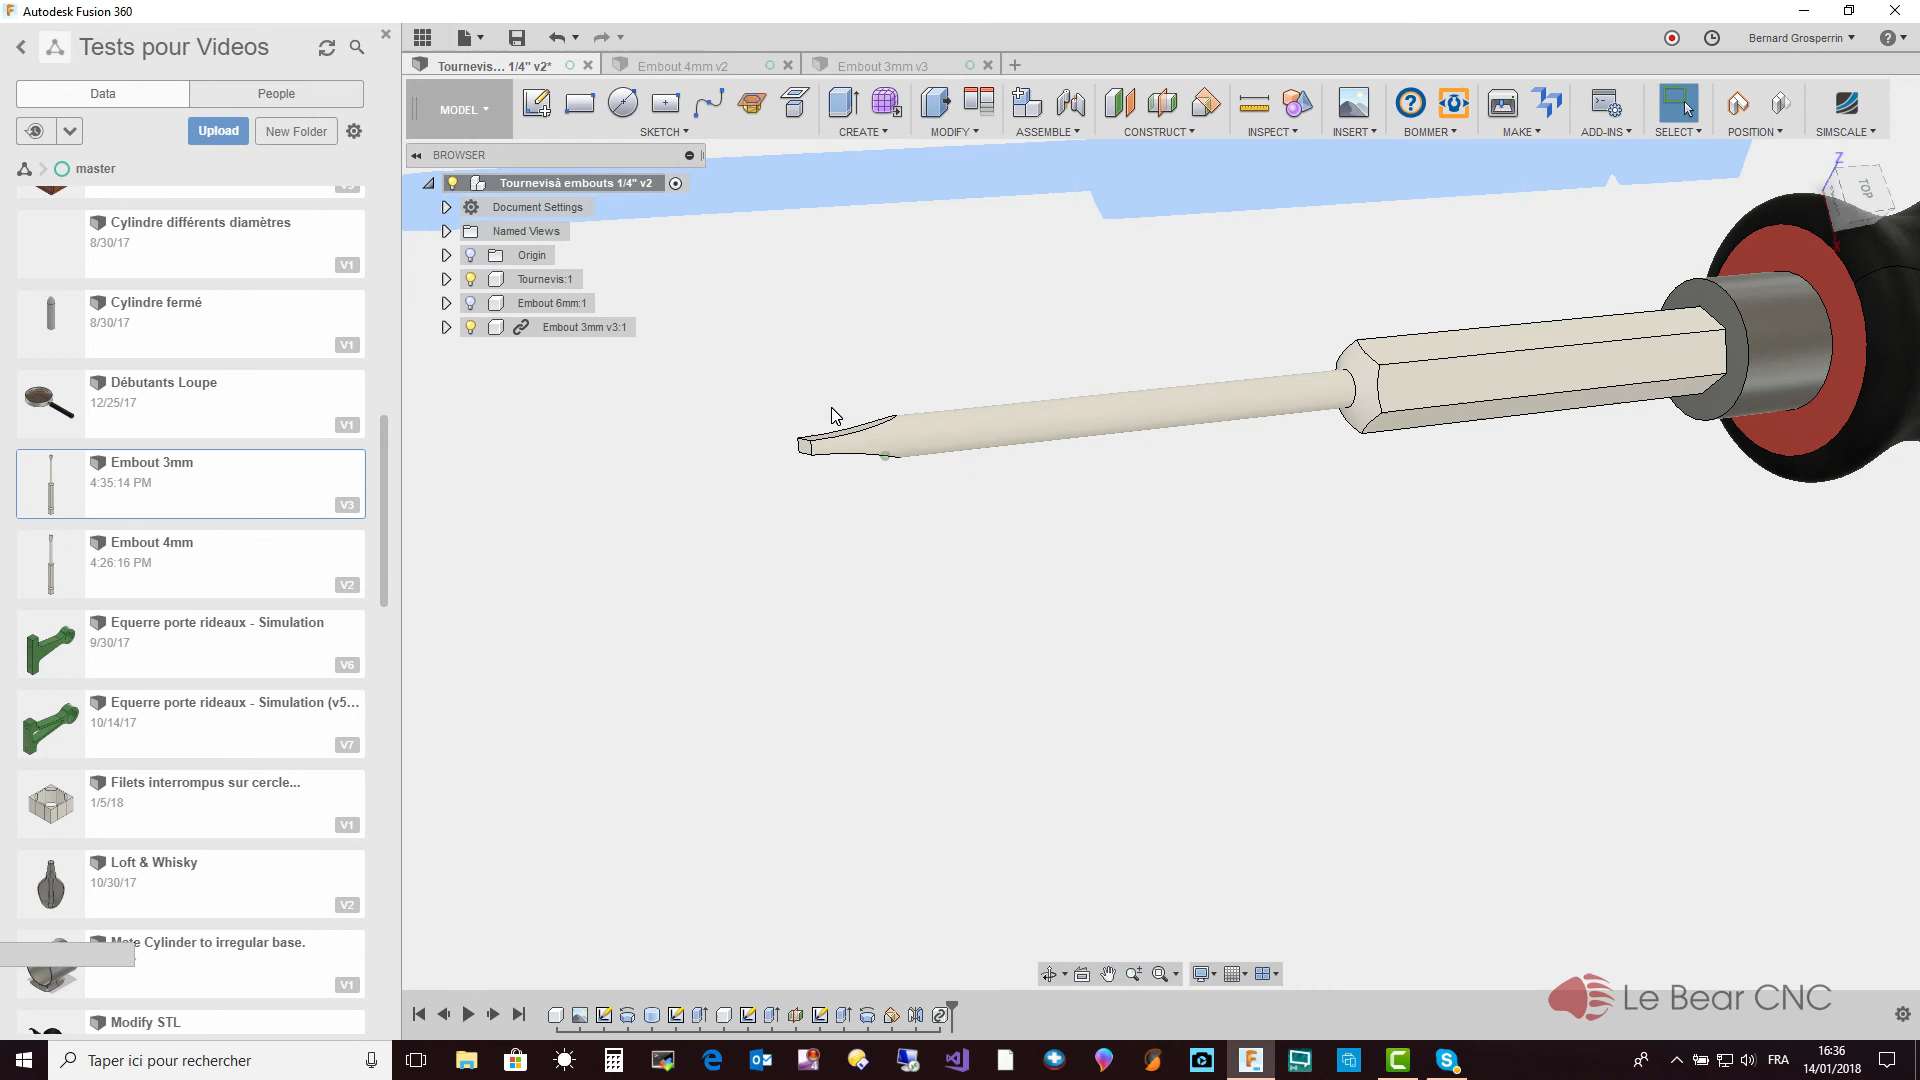 Autodesk Fusion 360
Tests pour Videos
Bernard Grosperrin
Tournevis... 1/4" v2*
Embout 4mm v2
Embout 3mm v3
Data
People
MODEL
SKETCH
CREATE
MODIFY
ASSEMBLE
CONSTRUCT
INSPECT
INSERT
BOMMER
MAKE
ADD-INS
SELECT
POSITION
SIMSCALE
Upload
New Folder
BROWSER
master
Tournevisà embouts 1/4" v2
Document Settings
Named Views
Origin
Tournevis:1
Embout 6mm:1
Embout 3mm v3:1
Z
TOP
X
Cylindre différents diamètres
8/30/17
V1
Cylindre fermé
8/30/17
V1
Débutants Loupe
12/25/17
V1
Embout 3mm
4:35:14 PM
V3
Embout 4mm
4:26:16 PM
V2
Equerre porte rideaux - Simulation
9/30/17
V6
Equerre porte rideaux - Simulation (v5...
10/14/17
V7
Filets interrompus sur cercle...
1/5/18
V1
Loft & Whisky
10/30/17
V2
Cylinder to irregular base.
V1
Modify STL
Le Bear CNC
Taper ici pour rechercher
FRA
16:36
14/01/2018